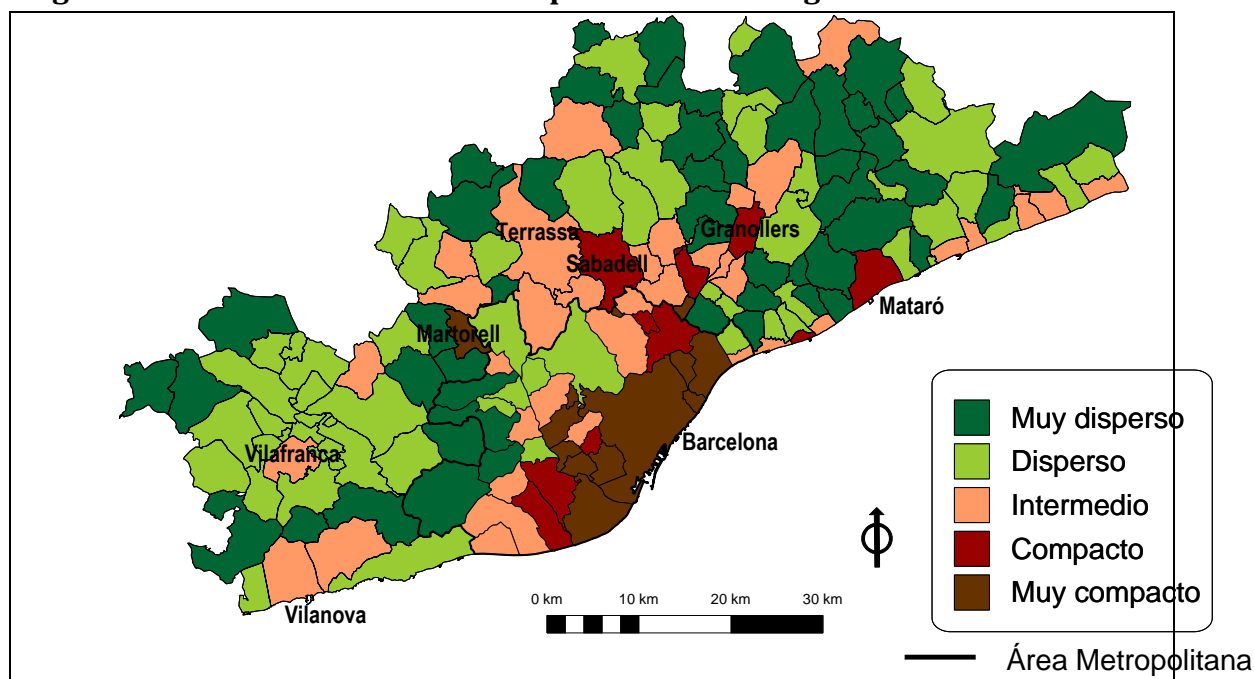 Granollers
Terrassa
Sabadell
Mataró
Martorell
Barcelona
Vilafranca
Vilanova
0 km 10 km 20 km 30 km
Muy disperso
Disperso
Intermedio
Compacto
Muy compacto
Área Metropolitana